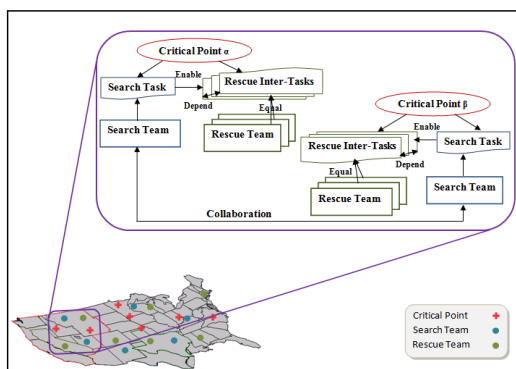 Critical Point α
Enable
Search Task
Rescue Inter-Tasks
Depend
Search Team
Equal
Rescue Team
Critical Point β
Enable
Rescue Inter-Tasks
Search Task
Depend
Equal
Rescue Team
Search Team
Collaboration
Critical Point
Search Team
Rescue Team